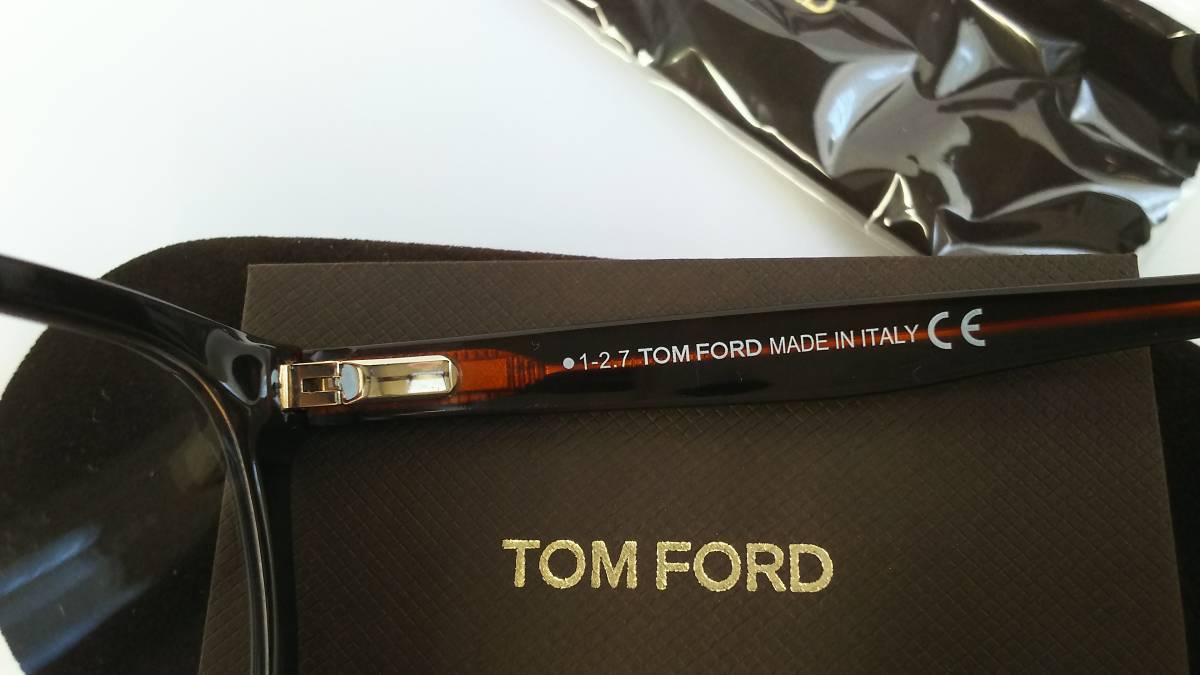 •1-2.7 TOM FORD MADE IN ITALY CE
TOM FORD